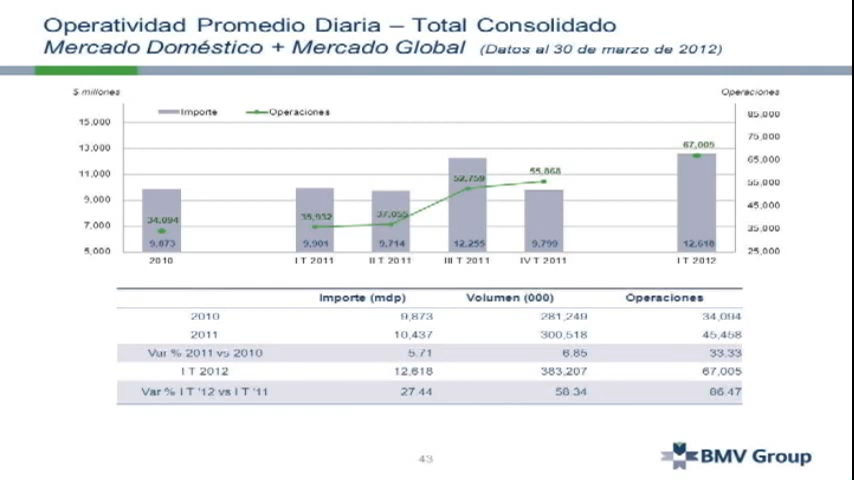 Operatividad Promedio Diaria – Total Consolidado
Mercado Doméstico + Mercado Global (Datos al 30 de marzo de 2012)
$ millones
Operaciones
Importe
Operaciones
15,000
13,000
11,000
9,000
7,000
5,000
85,000
75,000
65,000
55,000
45,000
35,000
25,000
34,094
35,932
37,055
52,759
55,868
67,005
9,873
9,901
9,714
12,255
9,799
12,618
2010
I T 2011
II T 2011
III T 2011
IV T 2011
I T 2012
Importe (mdp) Volumen (000) Operaciones
2010 9,873 281,249 34,094
2011 10,437 300,518 45,458
Var % 2011 vs 2010 5.71 6.85 33.33
I T 2012 12,618 383,207 67,005
Var % I T '12 vs I T '11 27.44 58.34 86.47
43
BMV Group